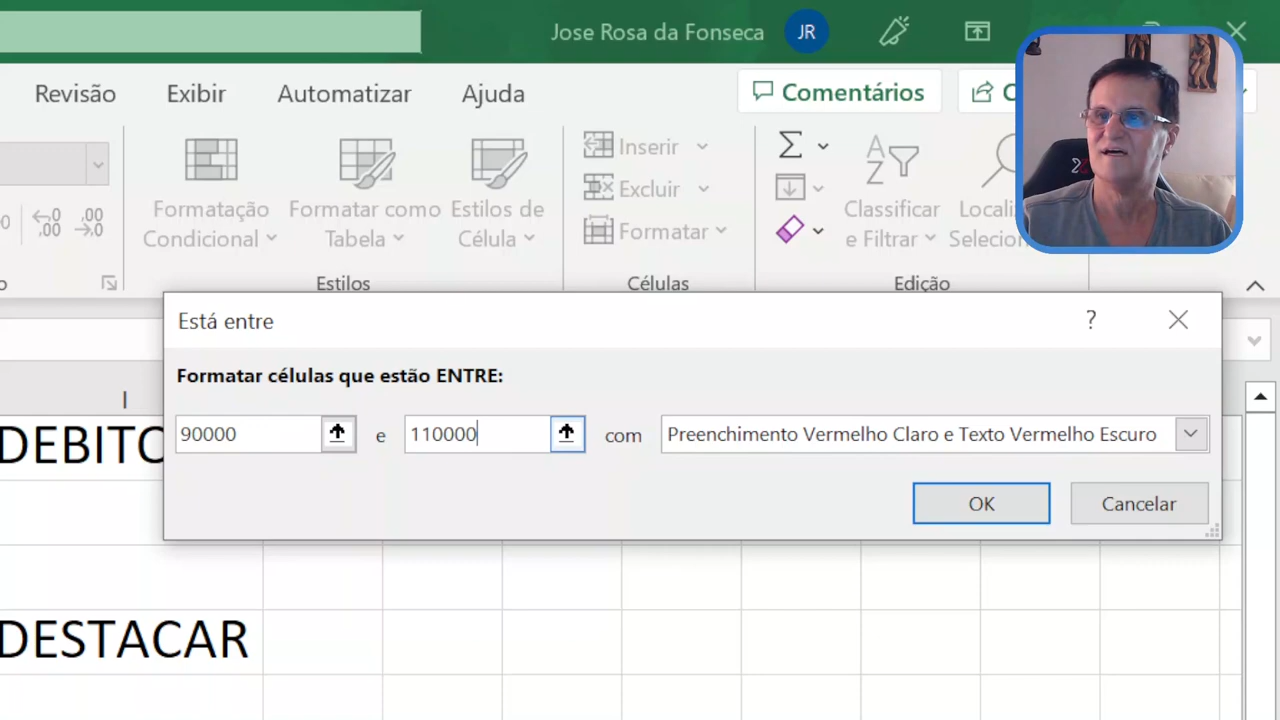 Jose Rosa da Fonseca JR
Revisão Exibir Automatizar Ajuda
Comentários
Inserir
Excluir
Formatar
Formatação Condicional
Formatar como Tabela
Estilos de Célula
Classificar e Filtrar
Estilos
Células
Edição
Está entre ?
Formatar células que estão ENTRE:
90000 e 110000 com Preenchimento Vermelho Claro e Texto Vermelho Escuro
OK Cancelar
I
DEBITO
DESTACAR